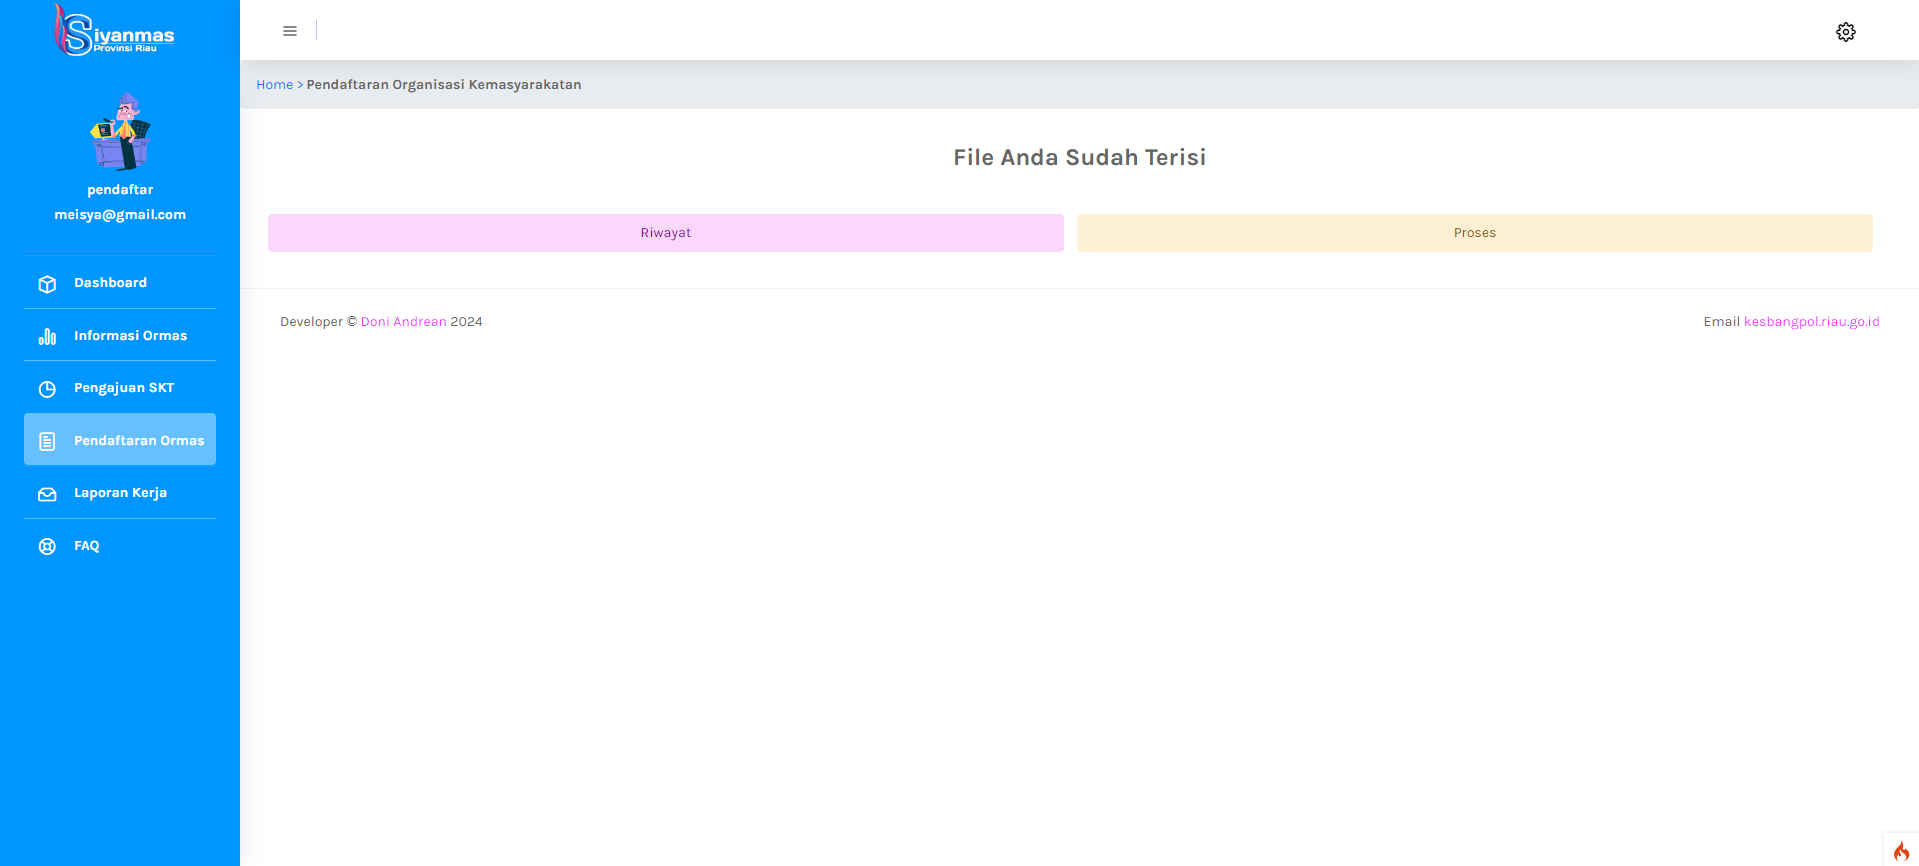 Siyanmas
Provinsi Riau
pendaftar
meisya@gmail.com
Dashboard
Informasi Ormas
Pengajuan SKT
Pendaftaran Ormas
Laporan Kerja
FAQ
Home > Pendaftaran Organisasi Kemasyarakatan
File Anda Sudah Terisi
Riwayat Proses
Developer © Doni Andrean 2024 Email kesbangpol.riau.go.id